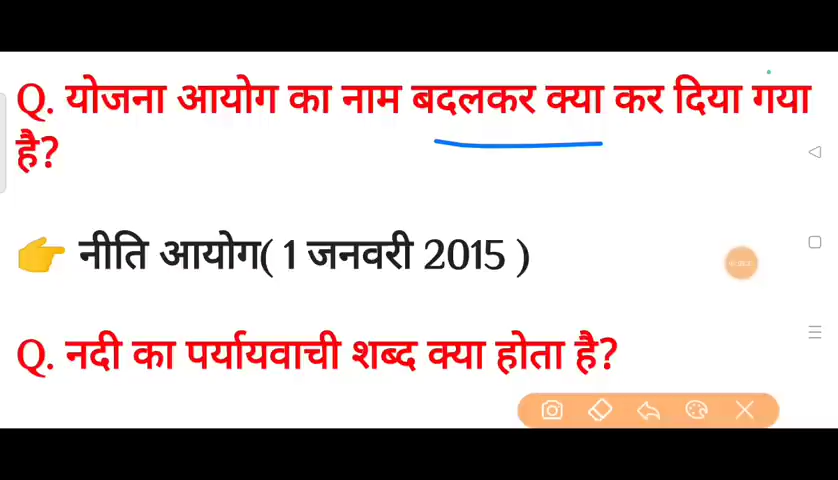 Q. योजना आयोग का नाम बदलकर क्या कर दिया गया
है?
👉 नीति आयोग( 1 जनवरी 2015 )
Q. नदी का पर्यायवाची शब्द क्या होता है?